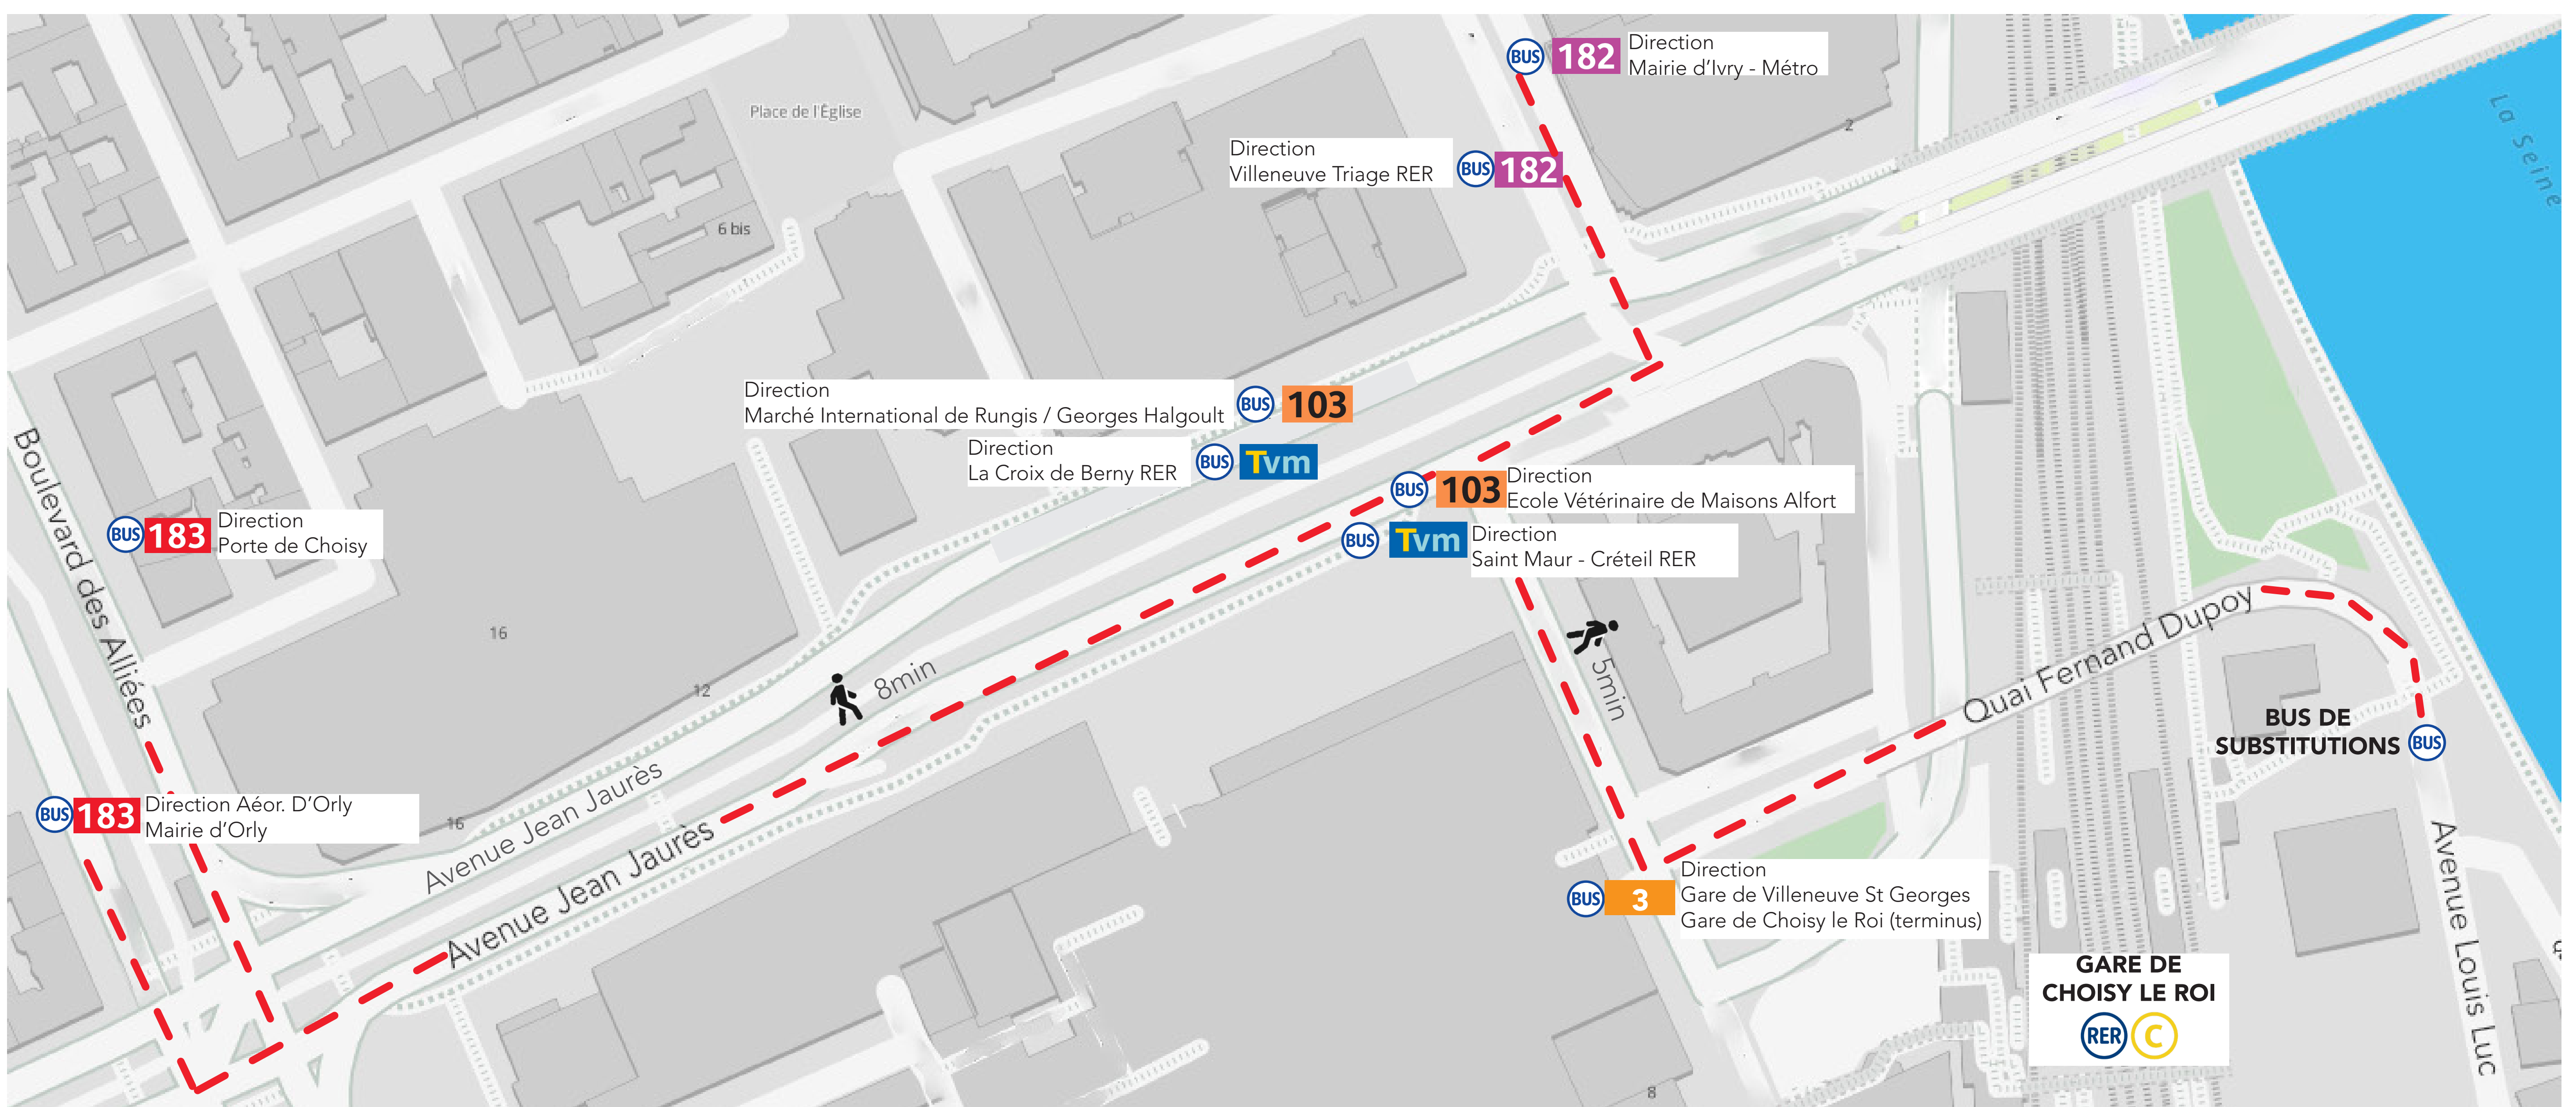 BUS 182 Direction
Mairie d'Ivry - Métro
2
La Seine
Place de l'Église
Direction
Villeneuve Triage RER BUS 182
6 bis
Direction
Marché International de Rungis / Georges Halgoult BUS 103
Direction
La Croix de Berny RER BUS Tvm
BUS 103 Direction
Ecole Vétérinaire de Maisons Alfort
BUS Tvm Direction
Saint Maur - Créteil RER
Boulevard des Alliées
BUS 183 Direction
Porte de Choisy
16
12
8min
5min
Quai Fernand Dupoy
BUS DE
SUBSTITUTIONS BUS
BUS 183 Direction Aéor. D'Orly
Mairie d'Orly
16
Avenue Jean Jaurès
Avenue Jean Jaurès
BUS 3 Direction
Gare de Villeneuve St Georges
Gare de Choisy le Roi (terminus)
Avenue Louis Luc
GARE DE
CHOISY LE ROI
RER C
8